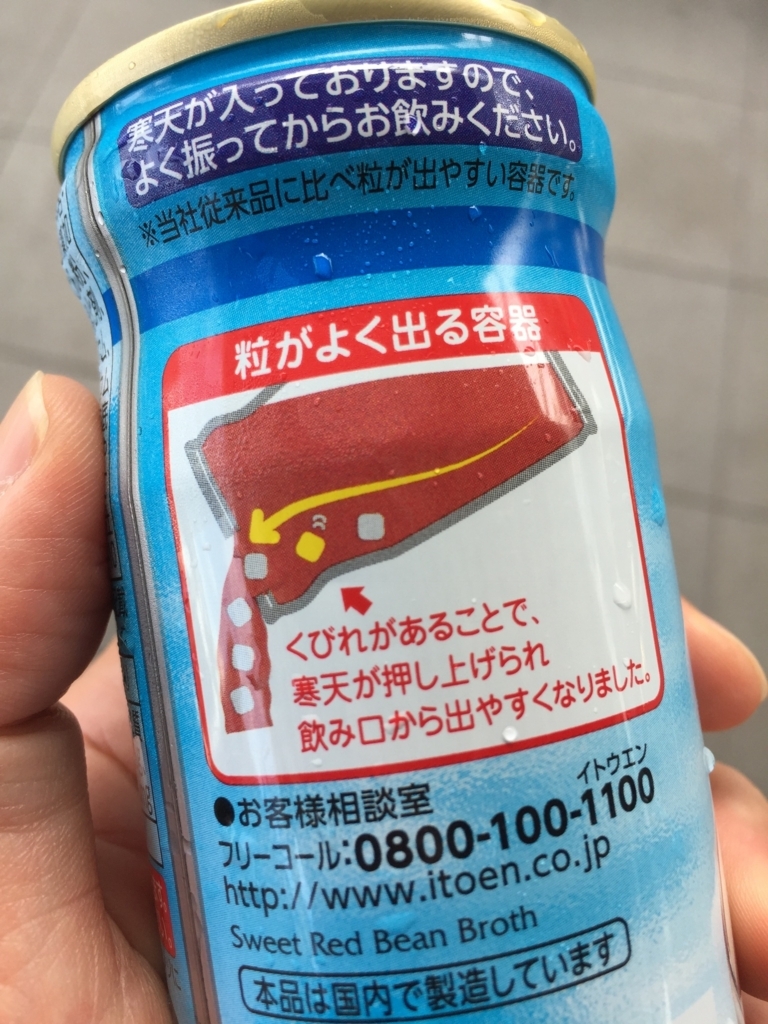 寒天が入っておりますので、
よく振ってからお飲みください。
※当社従来品に比べ粒が出やすい容器です。
粒がよく出る容器
くびれがあることで、
寒天が押し上げられ
飲み口から出やすくなりました。
●お客様相談室
イトウエン
フリーコール:0800-100-1100
http://www.itoen.co.jp
Sweet Red Bean Broth
本品は国内で製造しています